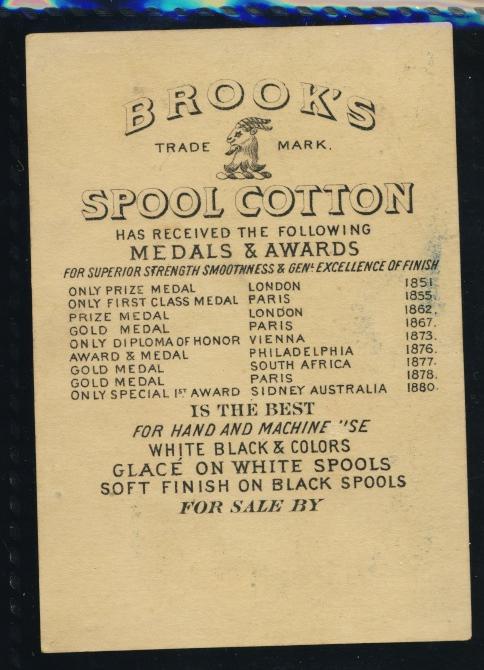 BROOK'S
TRADE MARK.
SPOOL COTTON
HAS RECEIVED THE FOLLOWING
MEDALS & AWARDS
FOR SUPERIOR STRENGTH SMOOTHNESS & GENL EXCELLENCE OF FINISH
ONLY PRIZE MEDAL LONDON 1851
ONLY FIRST CLASS MEDAL PARIS 1855
PRIZE MEDAL LONDON 1862.
GOLD MEDAL PARIS 1867.
ONLY DIPLOMA OF HONOR VIENNA 1873.
AWARD & MEDAL PHILADELPHIA 1876.
GOLD MEDAL SOUTH AFRICA 1877.
GOLD MEDAL PARIS 1878.
ONLY SPECIAL 1ST AWARD SIDNEY AUSTRALIA 1880.
IS THE BEST
FOR HAND AND MACHINE "SE
WHITE BLACK & COLORS
GLACÉ ON WHITE SPOOLS
SOFT FINISH ON BLACK SPOOLS
FOR SALE BY